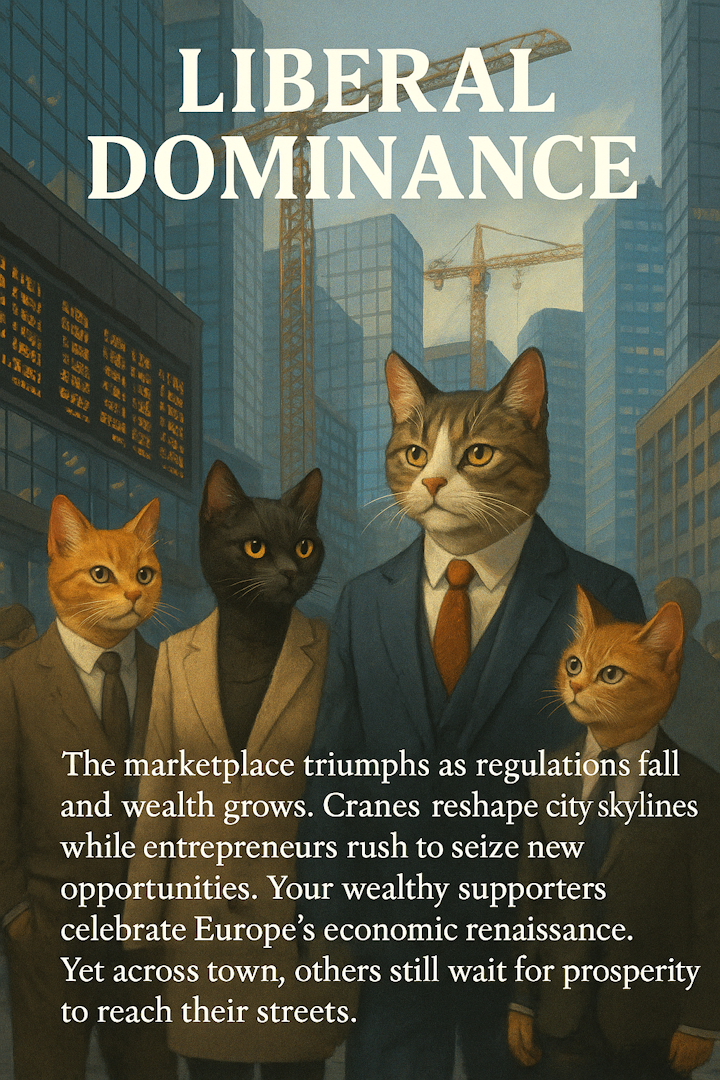 LIBERAL
DOMINANCE
The marketplace triumphs as regulations fall
and wealth grows. Cranes reshape city skylines
while entrepreneurs rush to seize new
opportunities. Your wealthy supporters
celebrate Europe’s economic renaissance.
Yet across town, others still wait for prosperity
to reach their streets.